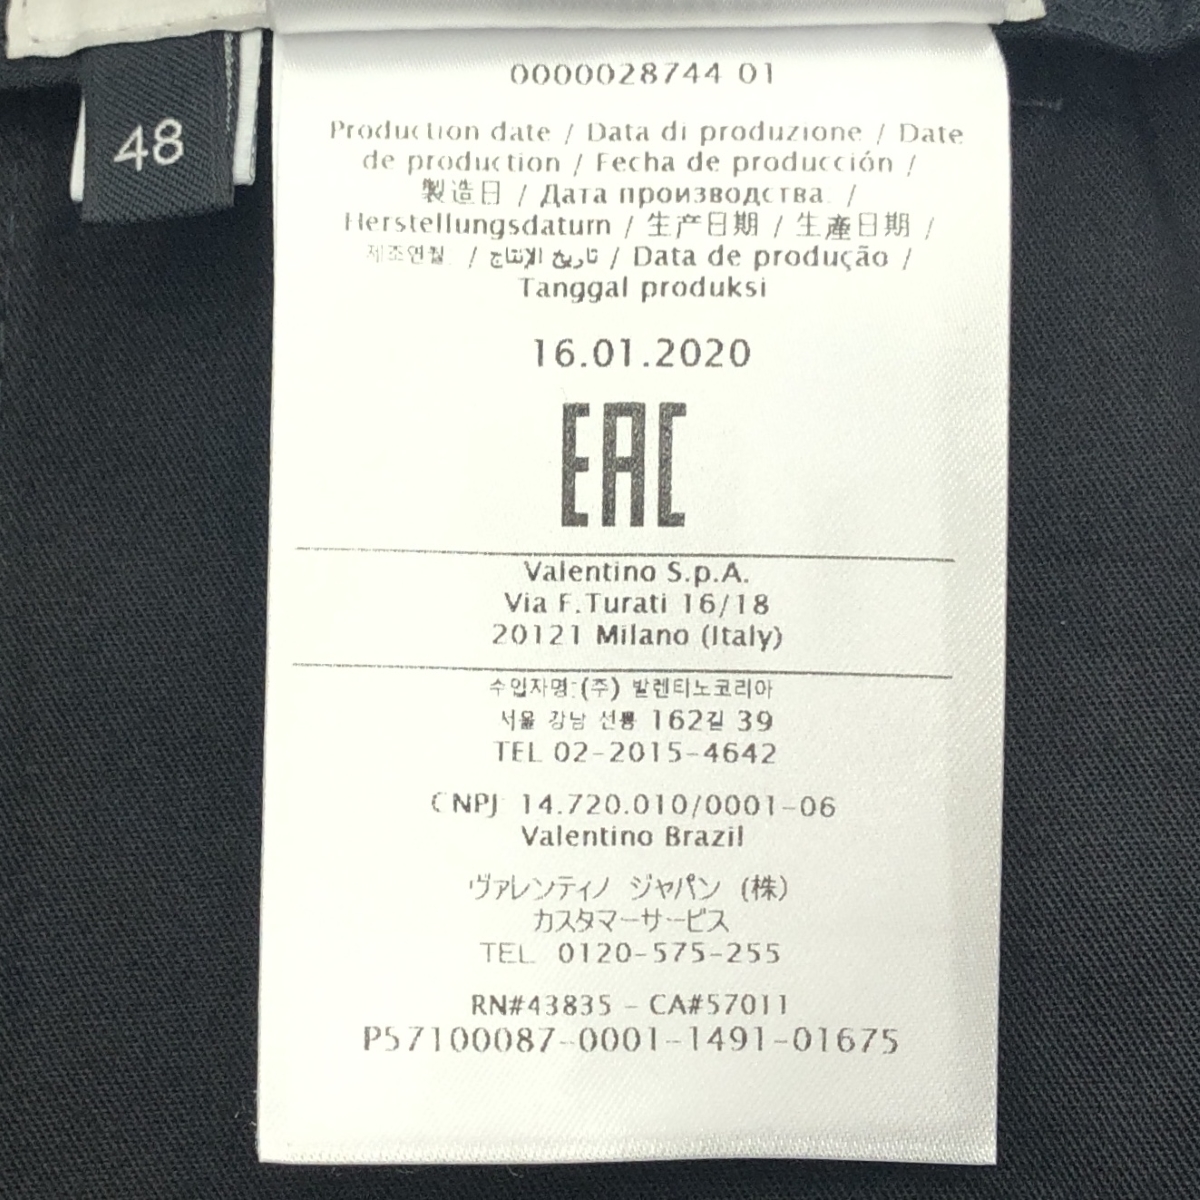 48
0000028744 01
Production date / Data di produzione / Date
de production / Fecha de producción /
製造日 / Дата производства. /
Herstellungsdatum / 生产日期 / 生產日期 /
제조연월: / تاريخ الإنتاج / Data de produção /
Tanggal produksi
16.01.2020
EAC
Valentino S.p.A.
Via F.Turati 16/18
20121 Milano (Italy)
수입자명:(주) 발렌티노코리아
서울 강남 선릉 162길 39
TEL 02-2015-4642
CNPJ 14.720.010/0001-06
Valentino Brazil
ヴァレンティノ ジャパン (株)
カスタマーサービス
TEL 0120-575-255
RN#43835 - CA#57011
P57100087-0001-1491-01675